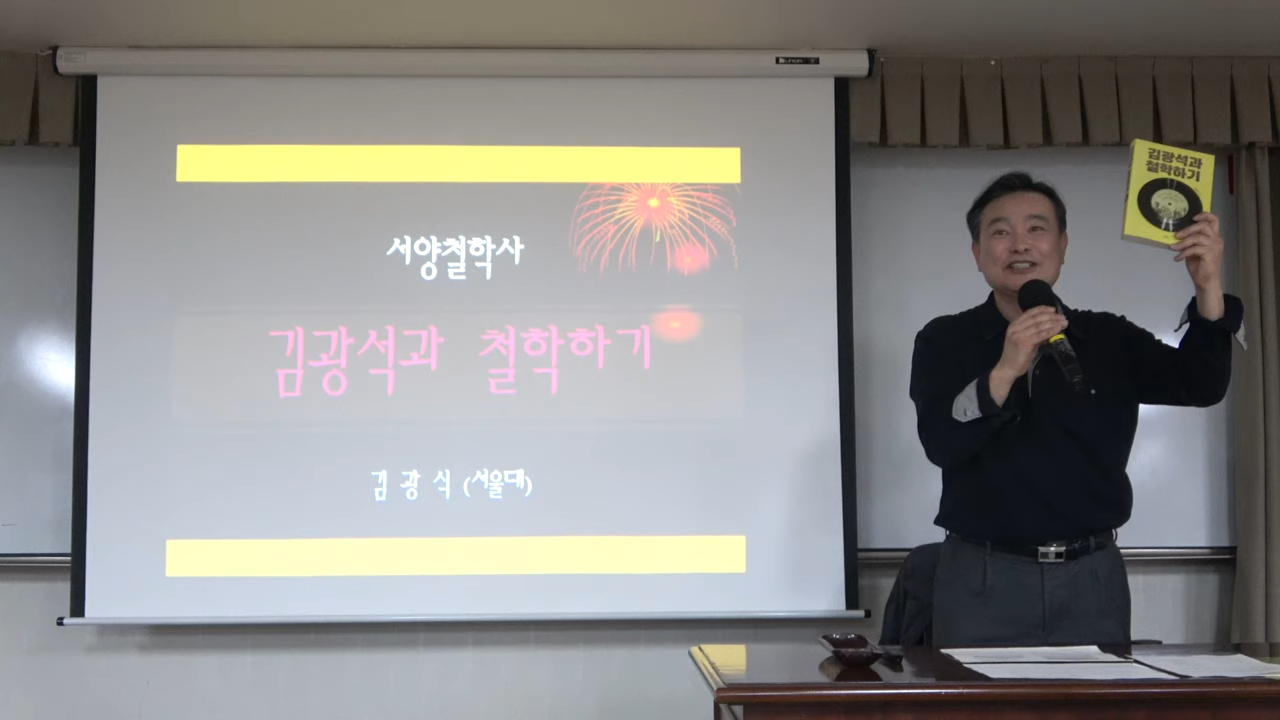 서양철학사
김광석과 철학하기
김 광 식 (서울대)
김광석과
철학하기